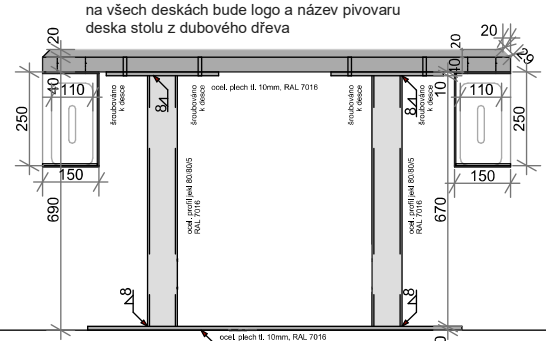 na všech deskách bude logo a název pivovaru
deska stolu z dubového dřeva
20
20
20
29
40
110
250
150
690
šroubováno
k desce
8
šroubováno
k desce
ocel. plech tl. 10mm, RAL 7016
šroubováno
k desce
8
šroubováno
k desce
10
40
110
250
150
670
ocel. profil jekl 80/80/5
RAL 7016
ocel. profil jekl 80/80/5
RAL 7016
8
8
ocel. plech tl. 10mm, RAL 7016